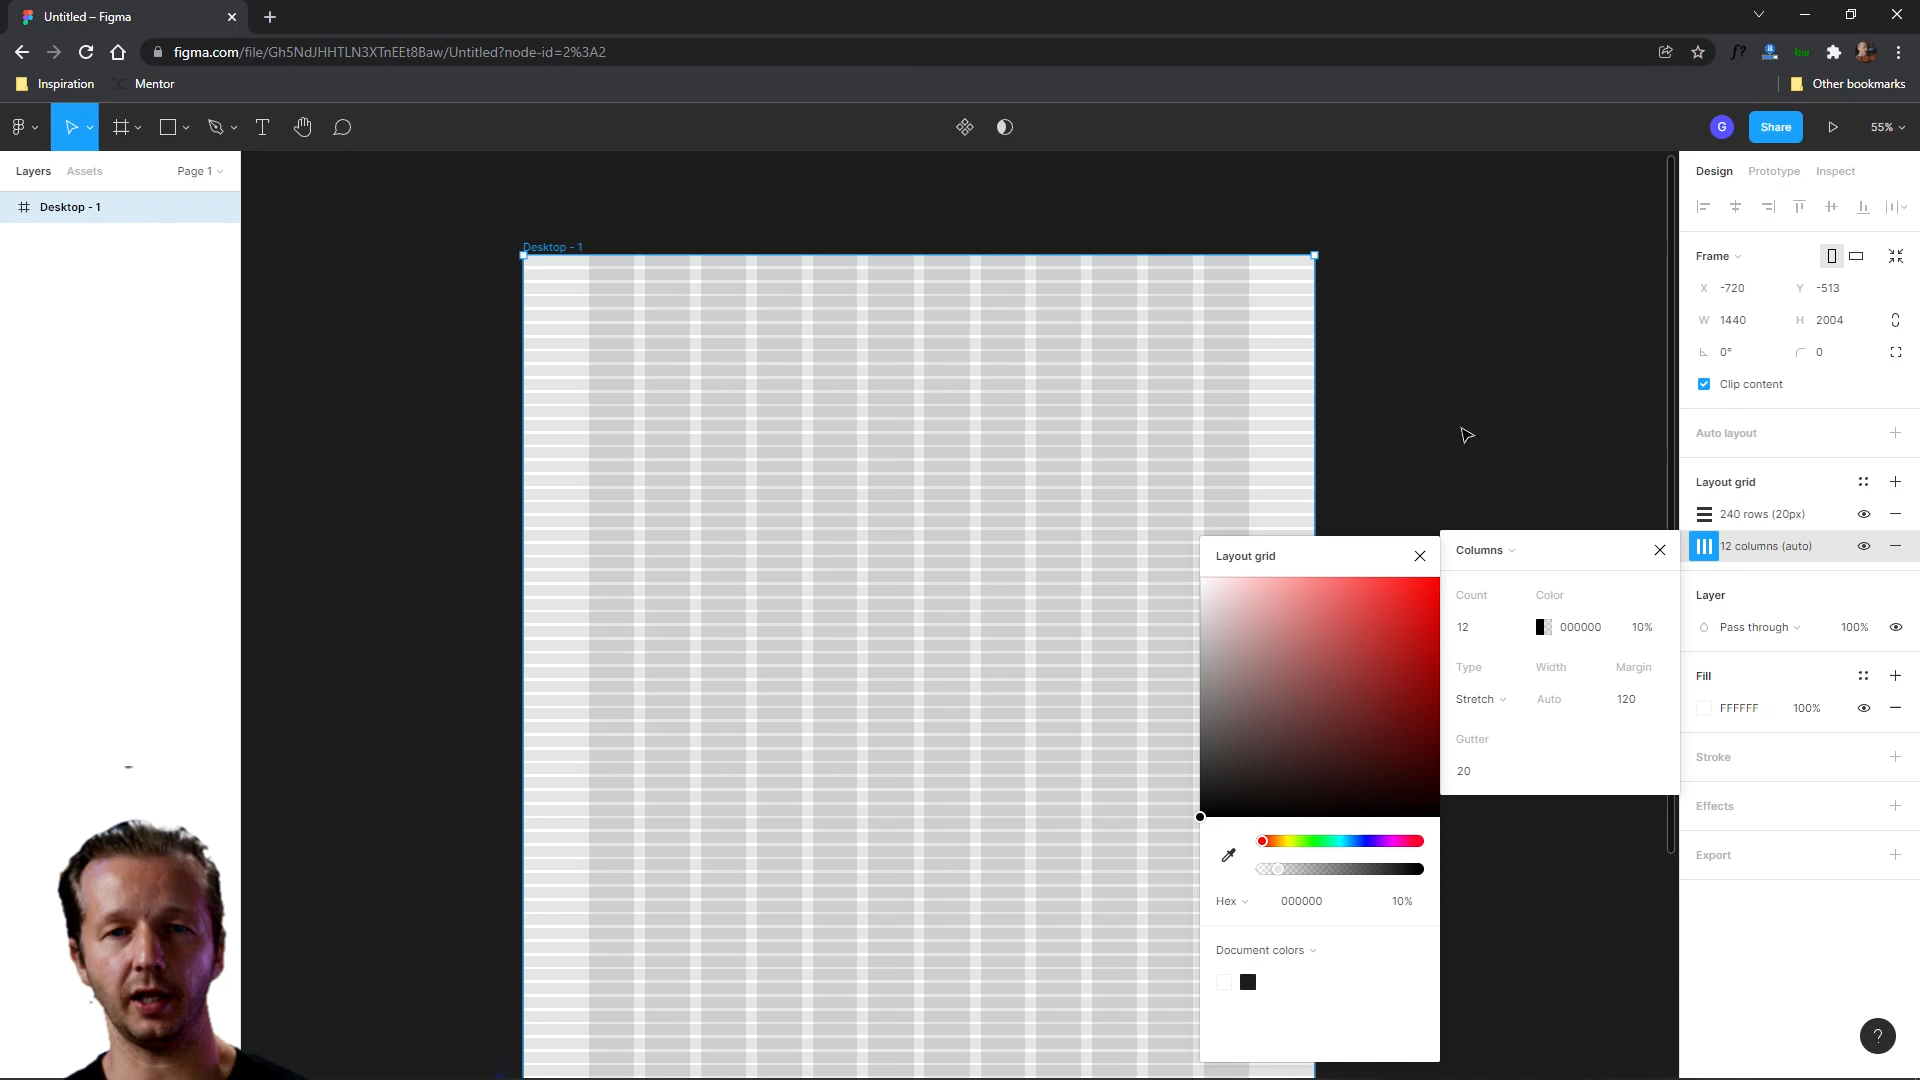 Untitled – Figma
figma.com/file/Gh5NdJHHTLN3XTnEEt8Baw/Untitled?node-id=2%3A2
f?
a
bw
Inspiration
Mentor
Other bookmarks
G
Share
55%
Layers
Assets
Page 1
Design
Prototype
Inspect
Desktop - 1
Desktop - 1
Frame
X -720
Y -513
W 1440
H 2004
0°
0
Clip content
Auto layout
Layout grid
240 rows (20px)
12 columns (auto)
Layout grid
Columns
Count
Color
12
000000
10%
Type
Width
Margin
Stretch
Auto
120
Gutter
20
Layer
Pass through
100%
Fill
FFFFFF
100%
Stroke
Effects
Export
Hex
000000
10%
Document colors
?